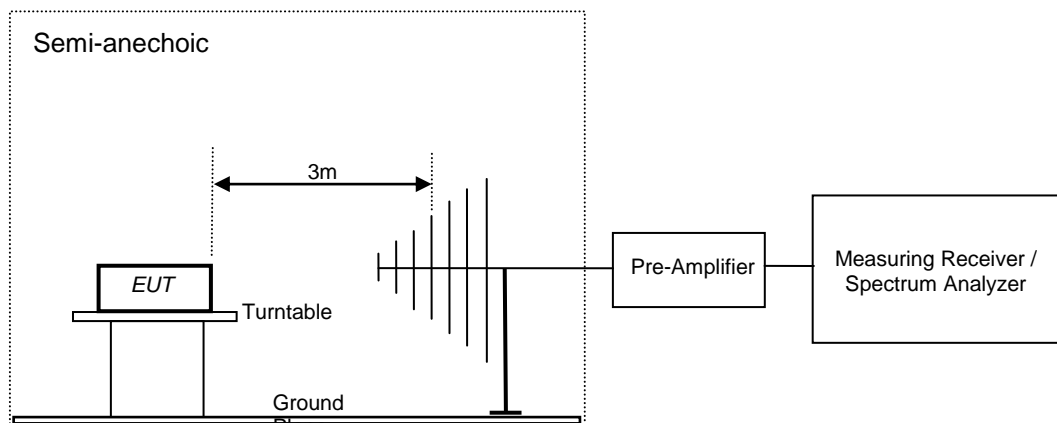 Semi-anechoic
3m
EUT
Turntable
Ground
Pre-Amplifier
Measuring Receiver /
Spectrum Analyzer